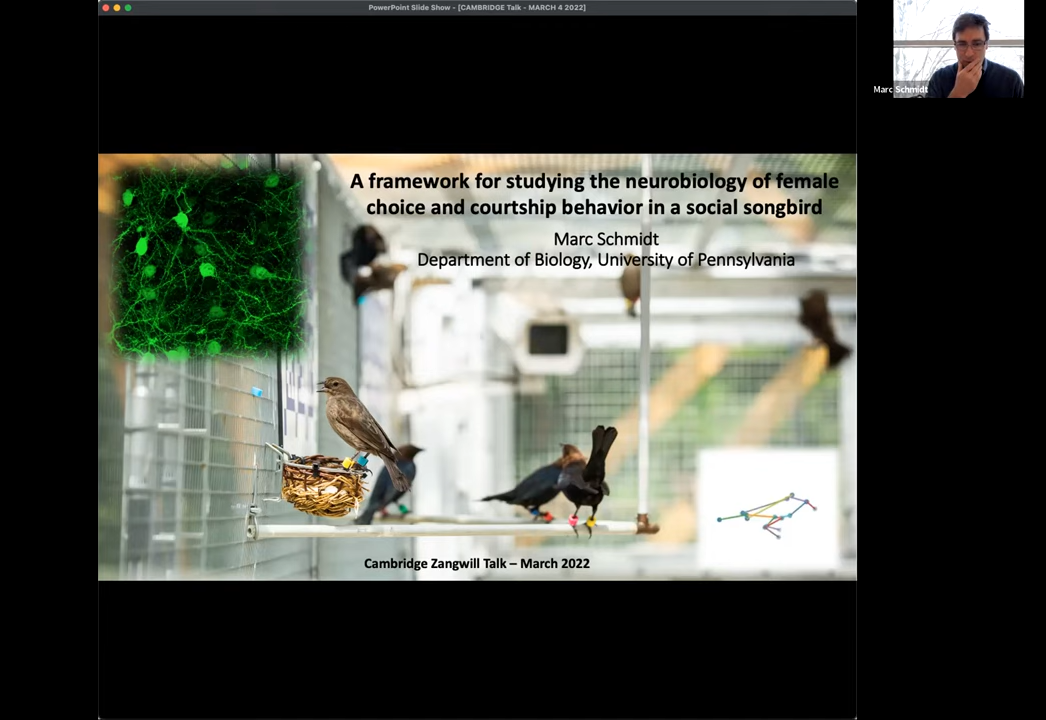 PowerPoint Slide Show - [CAMBRIDGE Talk - MARCH 4 2022]
Marc Schmidt
A framework for studying the neurobiology of female
choice and courtship behavior in a social songbird
Marc Schmidt
Department of Biology, University of Pennsylvania
Cambridge Zangwill Talk – March 2022